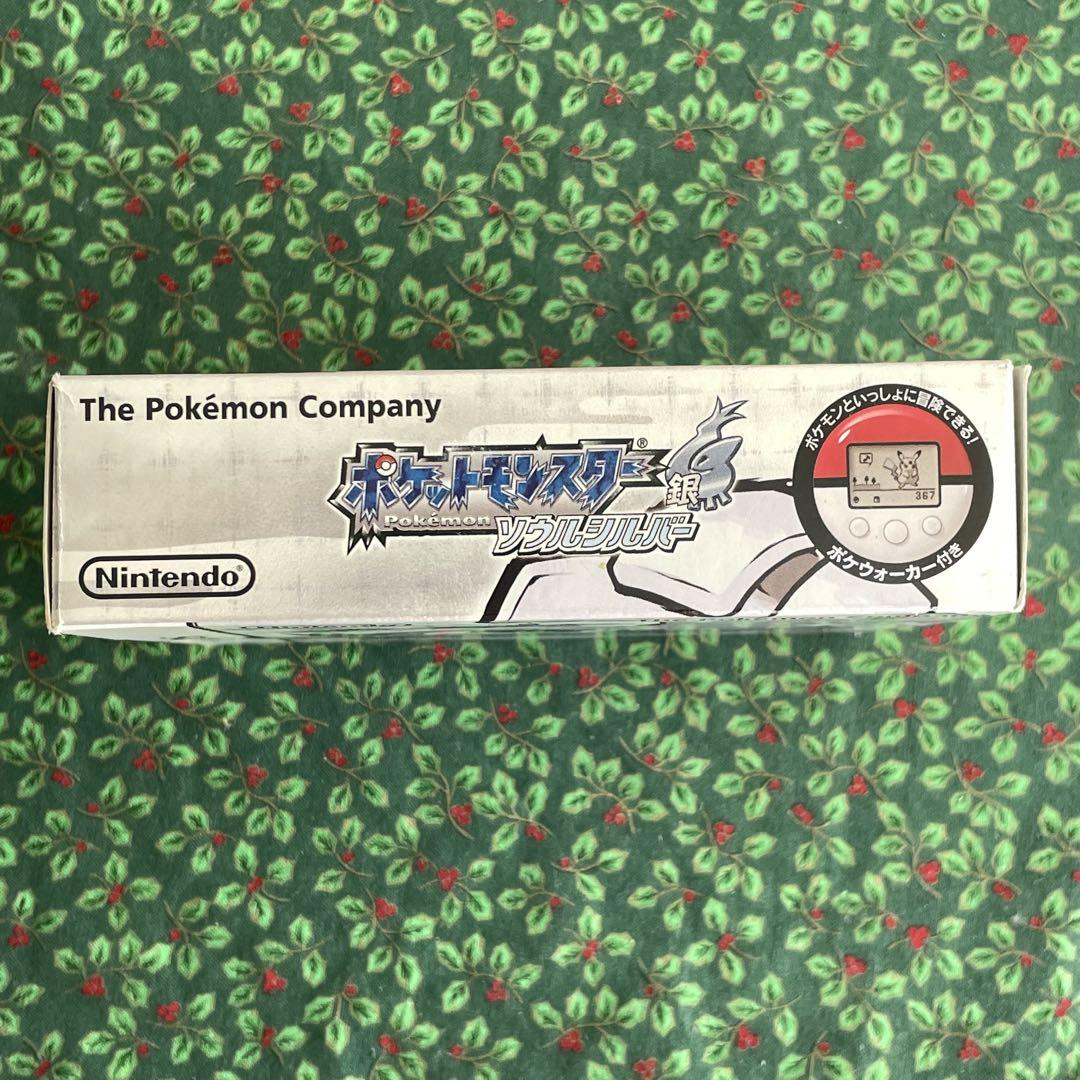 The Pokémon Company
ポケットモンスター®
Pokémon
銀
ソウルシルバー
Nintendo®
ポケモンといっしょに冒険できる!
367
ポケウォーカー付き